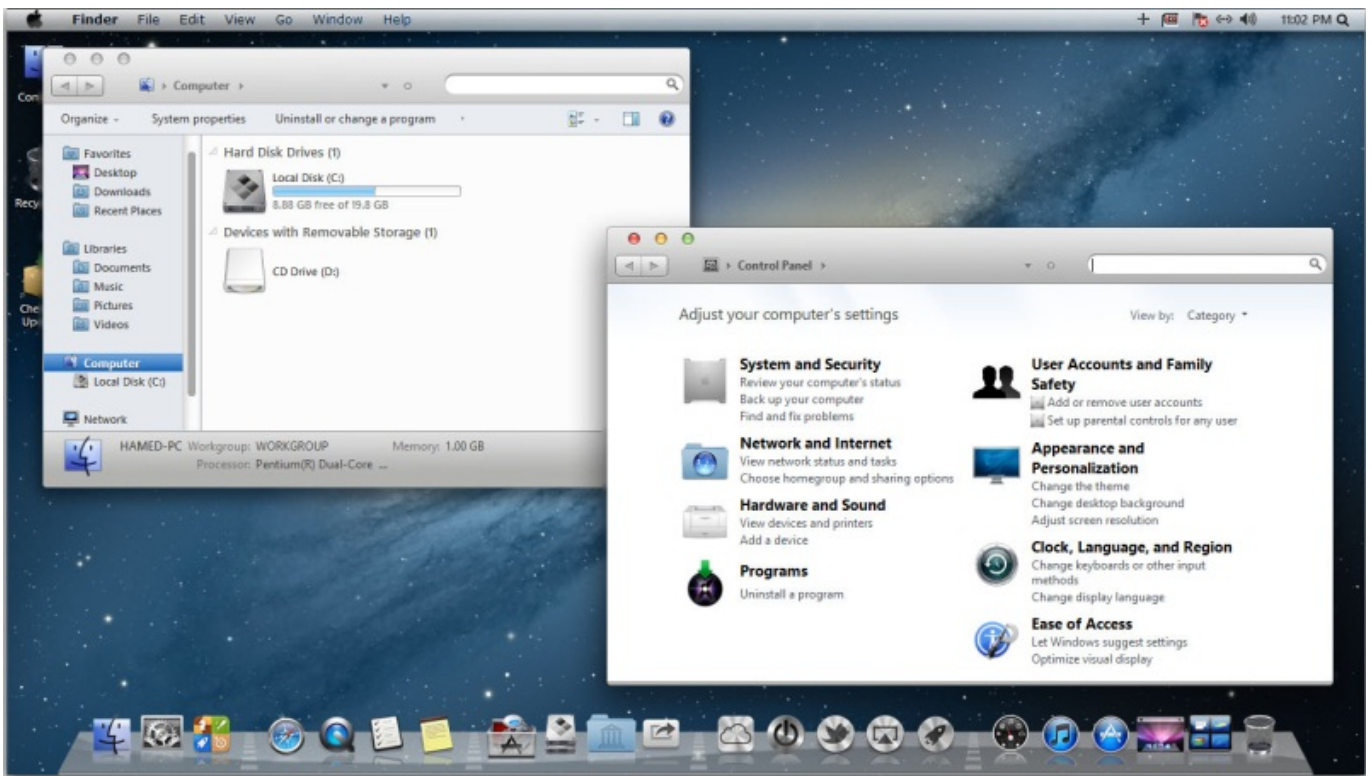 Finder File Edit View Go Window Help
11:02 PM
Computer
Organize System properties Uninstall or change a program
Favorites
Desktop
Downloads
Recent Places
Libraries
Documents
Music
Pictures
Videos
Computer
Local Disk (C:)
Network
Hard Disk Drives (1)
Local Disk (C:)
8.88 GB free of 19.8 GB
Devices with Removable Storage (1)
CD Drive (D:)
HAMED-PC Workgroup: WORKGROUP Memory: 1.00 GB
Processor: Pentium(R) Dual-Core ...
Control Panel
Adjust your computer's settings
View by: Category
System and Security
Review your computer's status
Back up your computer
Find and fix problems
Network and Internet
View network status and tasks
Choose homegroup and sharing options
Hardware and Sound
View devices and printers
Add a device
Programs
Uninstall a program
User Accounts and Family
Safety
Add or remove user accounts
Set up parental controls for any user
Appearance and
Personalization
Change the theme
Change desktop background
Adjust screen resolution
Clock, Language, and Region
Change keyboards or other input
methods
Change display language
Ease of Access
Let Windows suggest settings
Optimize visual display